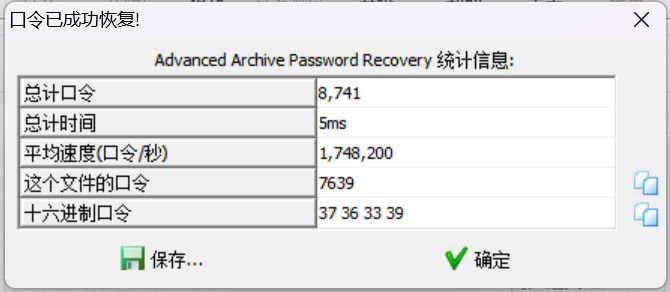 口令已成功恢复!
Advanced Archive Password Recovery 统计信息:
总计口令 8,741
总计时间 5ms
平均速度(口令/秒) 1,748,200
这个文件的口令 7639
十六进制口令 37 36 33 39
保存... 确定